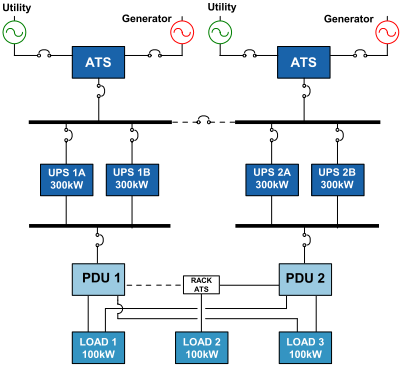 Utility
Generator
Utility
Generator
ATS
ATS
UPS 1A
300kW
UPS 1B
300kW
UPS 2A
300kW
UPS 2B
300kW
PDU 1
RACK
ATS
PDU 2
LOAD 1
100kW
LOAD 2
100kW
LOAD 3
100kW